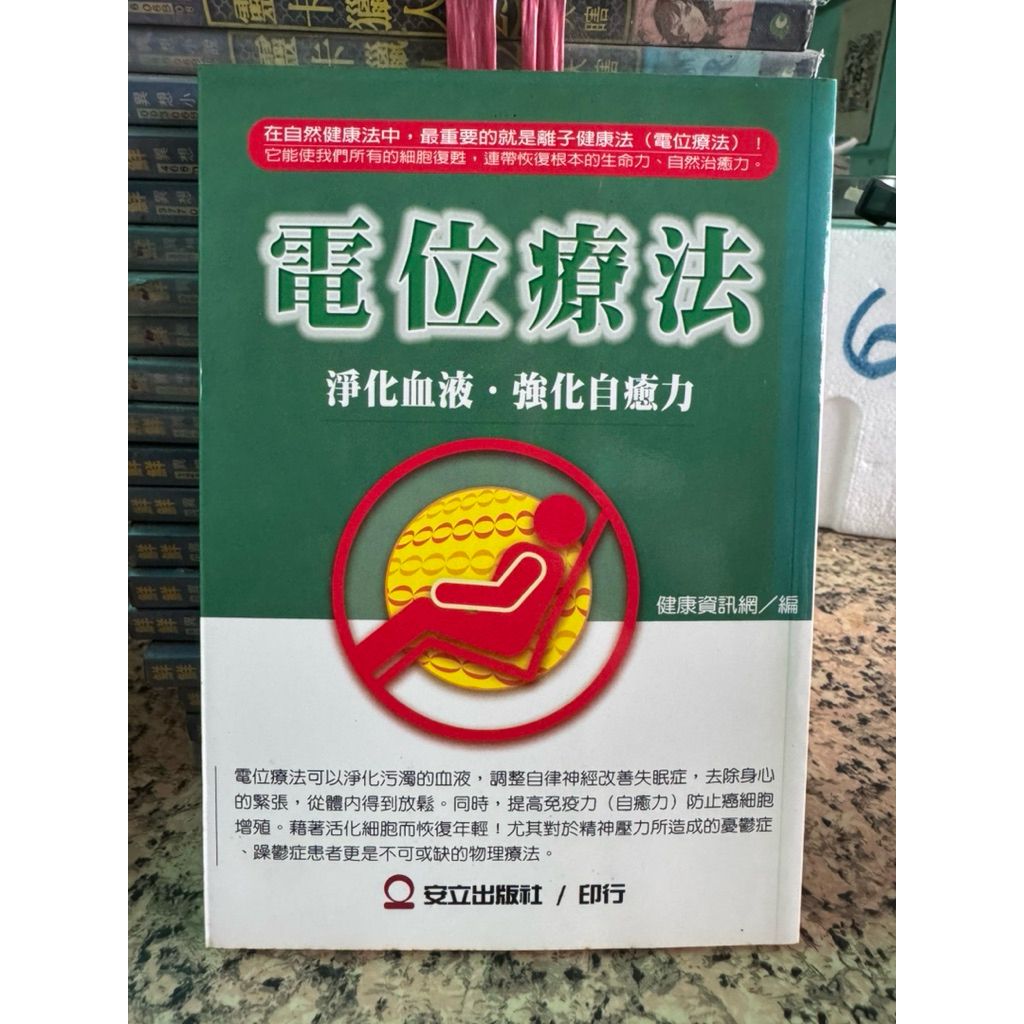 在自然健康法中，最重要的就是離子健康法（電位療法）！
它能使我們所有的細胞復甦，連帶恢復根本的生命力、自然治癒力。
電位療法
淨化血液・強化自癒力
健康資訊網／編
電位療法可以淨化污濁的血液，調整自律神經改善失眠症，去除身心
的緊張，從體內得到放鬆。同時，提高免疫力（自癒力）防止癌細胞
增殖。藉著活化細胞而恢復年輕！尤其對於精神壓力所造成的憂鬱症
、躁鬱症患者更是不可或缺的物理療法。
安立出版社 / 印行
6